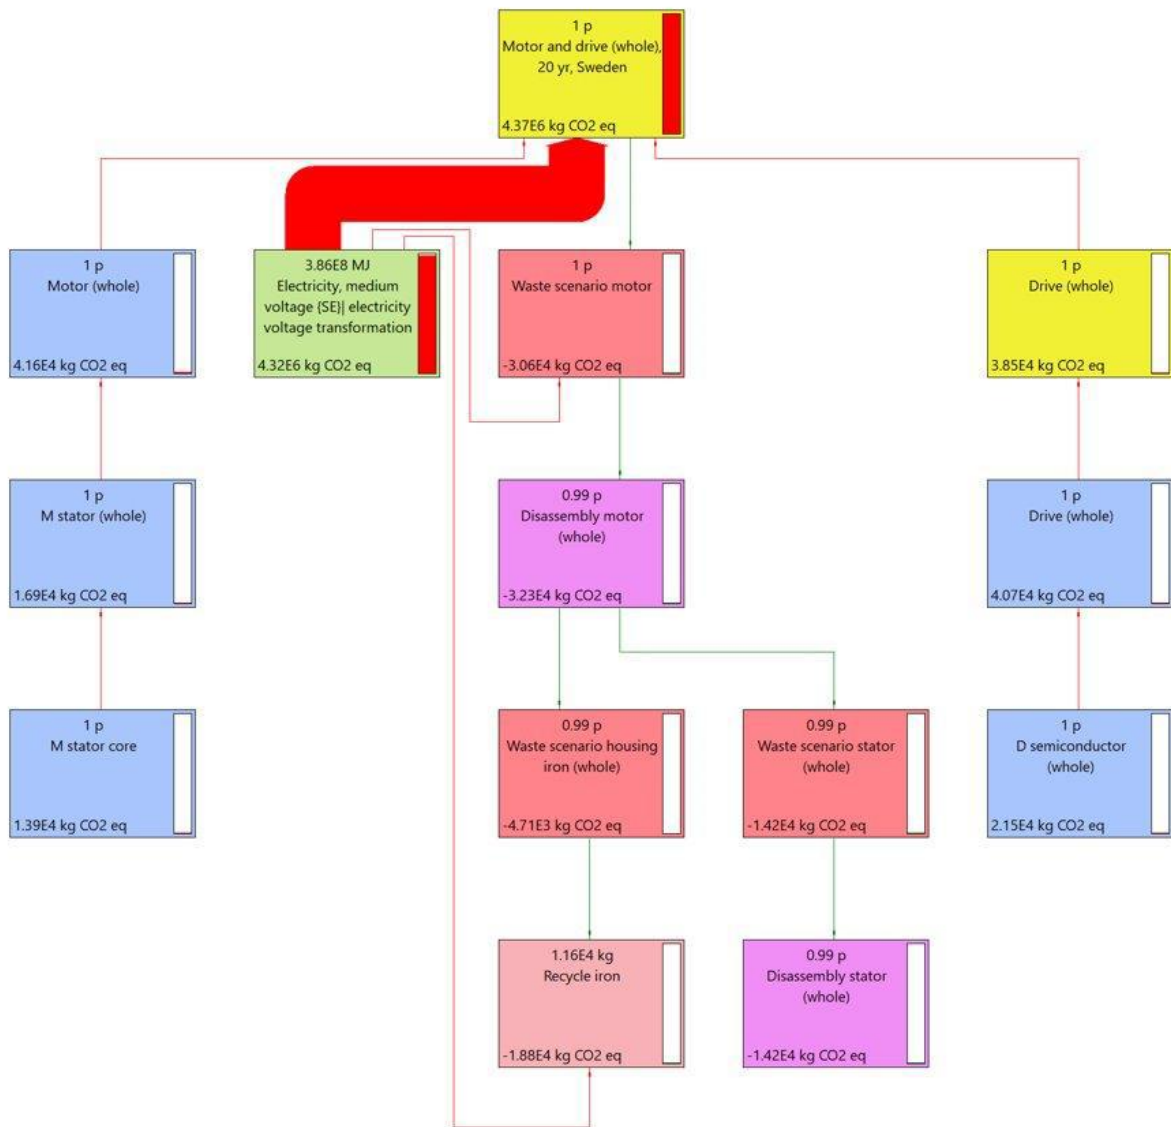 1 p
Motor and drive (whole),
20 yr, Sweden
4.37E6 kg CO2 eq
1 p
Motor (whole)
4.16E4 kg CO2 eq
3.86E8 MJ
Electricity, medium
voltage {SE}| electricity
voltage transformation
4.32E6 kg CO2 eq
1 p
Waste scenario motor
-3.06E4 kg CO2 eq
1 p
Drive (whole)
3.85E4 kg CO2 eq
1 p
M stator (whole)
1.69E4 kg CO2 eq
0.99 p
Disassembly motor
(whole)
-3.23E4 kg CO2 eq
1 p
Drive (whole)
4.07E4 kg CO2 eq
1 p
M stator core
1.39E4 kg CO2 eq
0.99 p
Waste scenario housing
iron (whole)
-4.71E3 kg CO2 eq
0.99 p
Waste scenario stator
(whole)
-1.42E4 kg CO2 eq
1 p
D semiconductor
(whole)
2.15E4 kg CO2 eq
1.16E4 kg
Recycle iron
-1.88E4 kg CO2 eq
0.99 p
Disassembly stator
(whole)
-1.42E4 kg CO2 eq